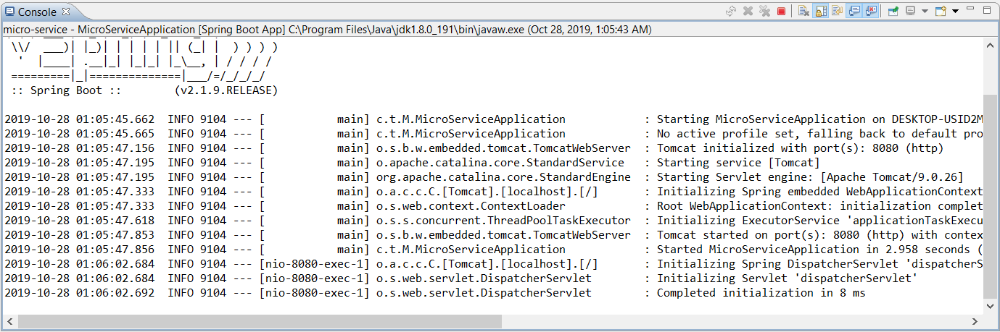 Console
micro-service - MicroServiceApplication [Spring Boot App] C:\Program Files\Java\jdk1.8.0_191\bin\javaw.exe (Oct 28, 2019, 1:05:43 AM)
 \\/  ___)| |_)| | | | | || (_| |  ) ) ) )
  '  |____| .__|_| |_|_| |_\__, | / / / /
 =========|_|==============|___/=/_/_/_/
 :: Spring Boot ::        (v2.1.9.RELEASE)
2019-10-28 01:05:45.662  INFO 9104 --- [           main] c.t.M.MicroServiceApplication            : Starting MicroServiceApplication on DESKTOP-USID2M
2019-10-28 01:05:45.665  INFO 9104 --- [           main] c.t.M.MicroServiceApplication            : No active profile set, falling back to default pro
2019-10-28 01:05:47.156  INFO 9104 --- [           main] o.s.b.w.embedded.tomcat.TomcatWebServer  : Tomcat initialized with port(s): 8080 (http)
2019-10-28 01:05:47.195  INFO 9104 --- [           main] o.apache.catalina.core.StandardService   : Starting service [Tomcat]
2019-10-28 01:05:47.195  INFO 9104 --- [           main] org.apache.catalina.core.StandardEngine  : Starting Servlet engine: [Apache Tomcat/9.0.26]
2019-10-28 01:05:47.333  INFO 9104 --- [           main] o.a.c.c.C.[Tomcat].[localhost].[/]       : Initializing Spring embedded WebApplicationContext
2019-10-28 01:05:47.333  INFO 9104 --- [           main] o.s.web.context.ContextLoader            : Root WebApplicationContext: initialization complet
2019-10-28 01:05:47.618  INFO 9104 --- [           main] o.s.s.concurrent.ThreadPoolTaskExecutor  : Initializing ExecutorService 'applicationTaskExecu
2019-10-28 01:05:47.853  INFO 9104 --- [           main] o.s.b.w.embedded.tomcat.TomcatWebServer  : Tomcat started on port(s): 8080 (http) with contex
2019-10-28 01:05:47.856  INFO 9104 --- [           main] c.t.M.MicroServiceApplication            : Started MicroServiceApplication in 2.958 seconds (
2019-10-28 01:06:02.684  INFO 9104 --- [nio-8080-exec-1] o.a.c.c.C.[Tomcat].[localhost].[/]       : Initializing Spring DispatcherServlet 'dispatcherS
2019-10-28 01:06:02.684  INFO 9104 --- [nio-8080-exec-1] o.s.web.servlet.DispatcherServlet        : Initializing Servlet 'dispatcherServlet'
2019-10-28 01:06:02.692  INFO 9104 --- [nio-8080-exec-1] o.s.web.servlet.DispatcherServlet        : Completed initialization in 8 ms